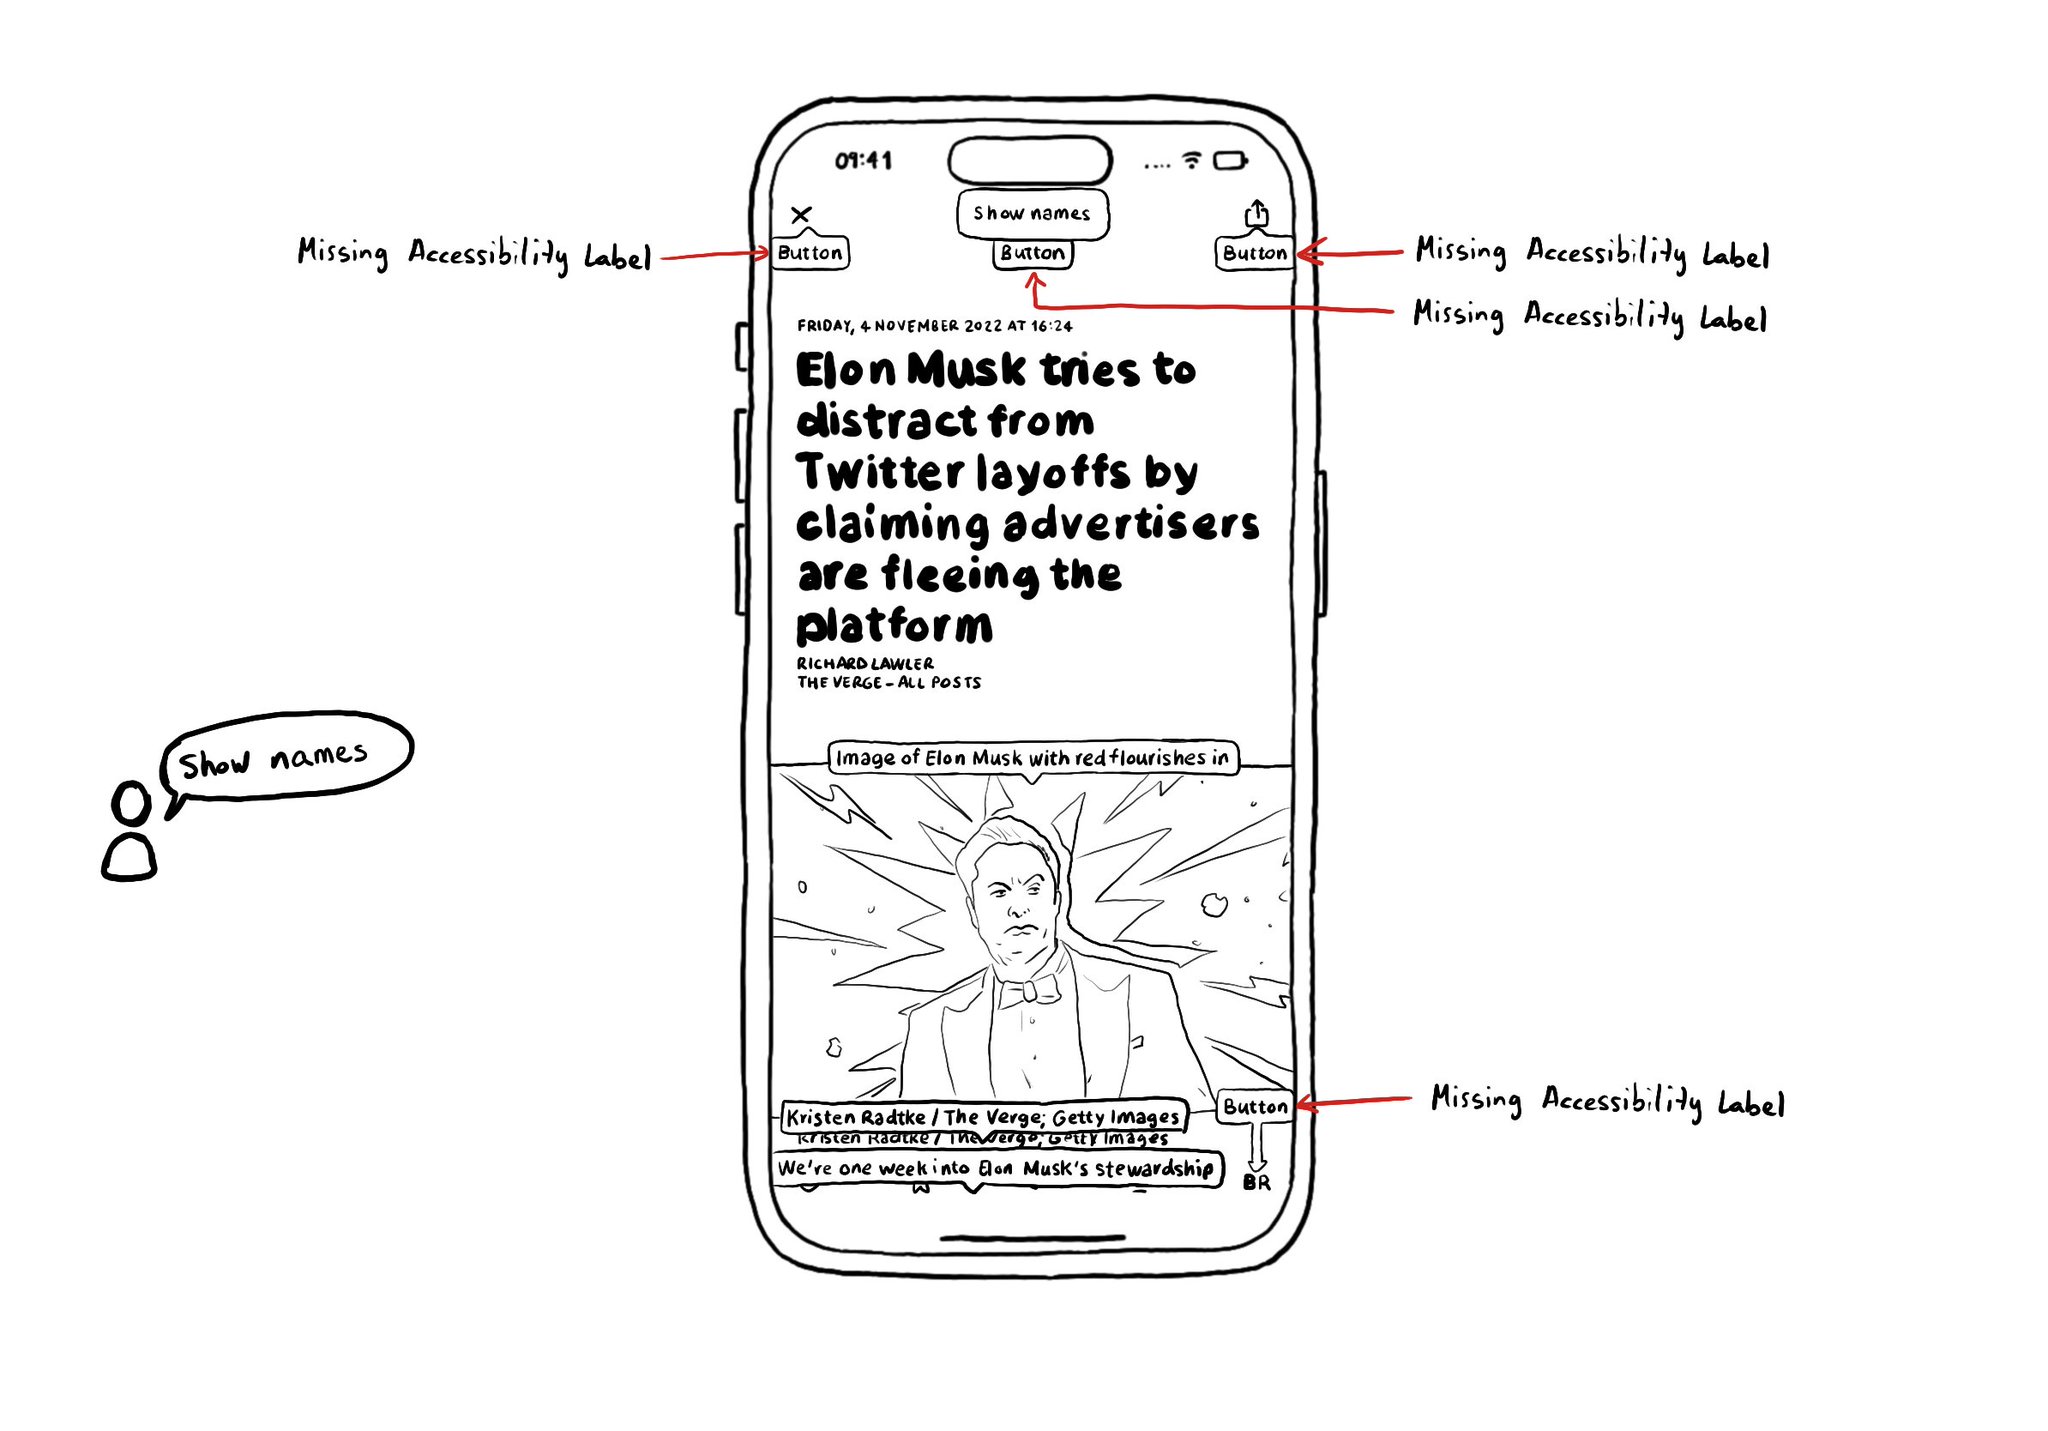 09:41
Show names
Button
Button
Button
Missing Accessibility Label
Missing Accessibility Label
Missing Accessibility Label
FRIDAY, 4 NOVEMBER 2022 AT 16:24
Elon Musk tries to
distract from
Twitter layoffs by
claiming advertisers
are fleeing the
platform
RICHARD LAWLER
THE VERGE - ALL POSTS
Show names
Image of Elon Musk with red flourishes in
Button
Missing Accessibility Label
Kristen Radtke / The Verge; Getty Images
Kristen Radtke / The Verge; Getty Images
We're one week into Elon Musk's stewardship
BR